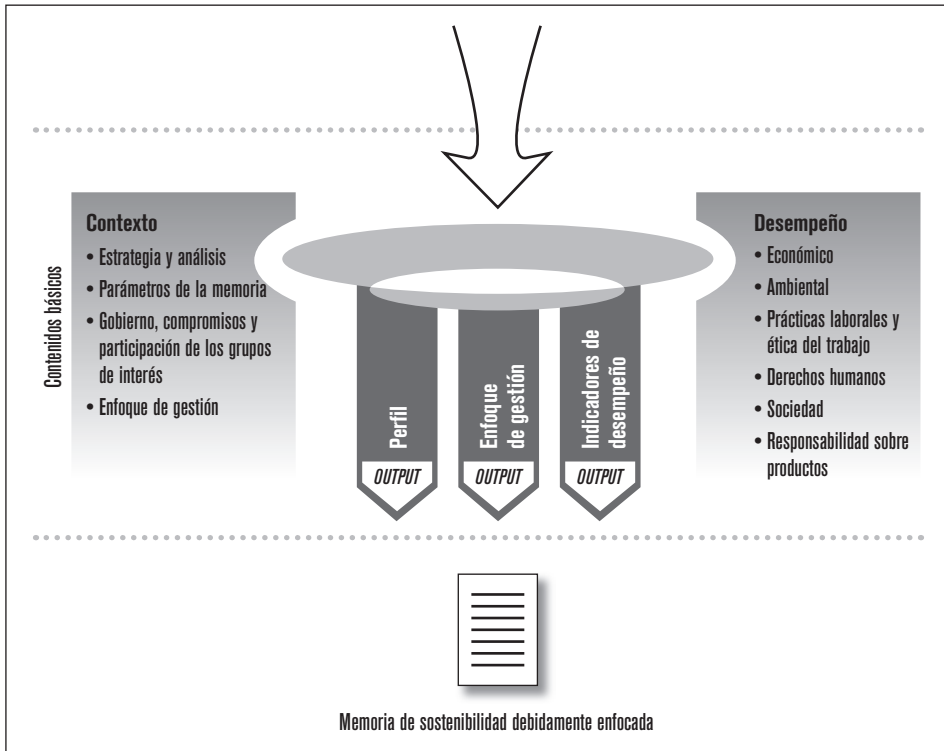 Contenidos básicos
Contexto
• Estrategia y análisis
• Parámetros de la memoria
• Gobierno, compromisos y
participación de los grupos
de interés
• Enfoque de gestión
Perfil
OUTPUT
Enfoque
de gestión
OUTPUT
Indicadores de
desempeño
OUTPUT
Desempeño
• Económico
• Ambiental
• Prácticas laborales y
ética del trabajo
• Derechos humanos
• Sociedad
• Responsabilidad sobre
productos
Memoria de sostenibilidad debidamente enfocada